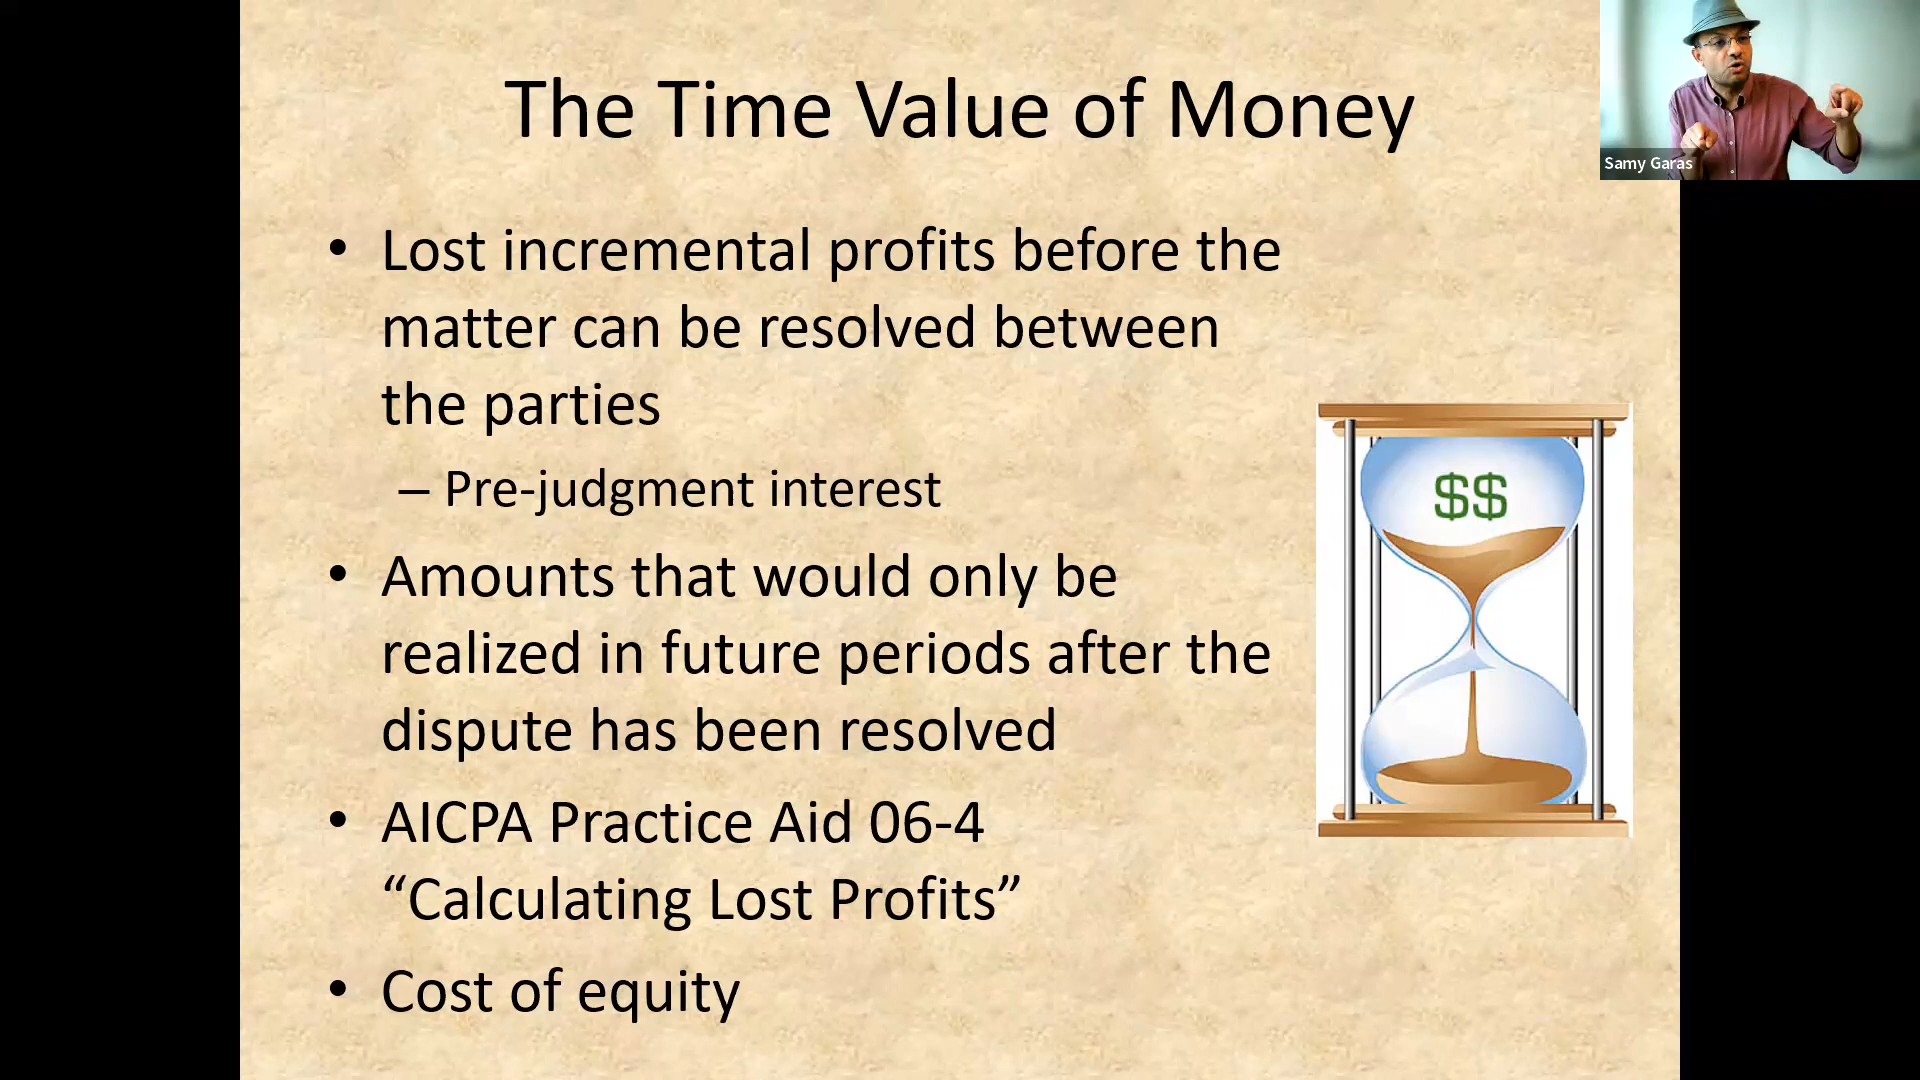 The Time Value of Money
Samy Garas
• Lost incremental profits before the
matter can be resolved between
the parties
– Pre-judgment interest
• Amounts that would only be
realized in future periods after the
dispute has been resolved
• AICPA Practice Aid 06-4
“Calculating Lost Profits”
• Cost of equity
$$